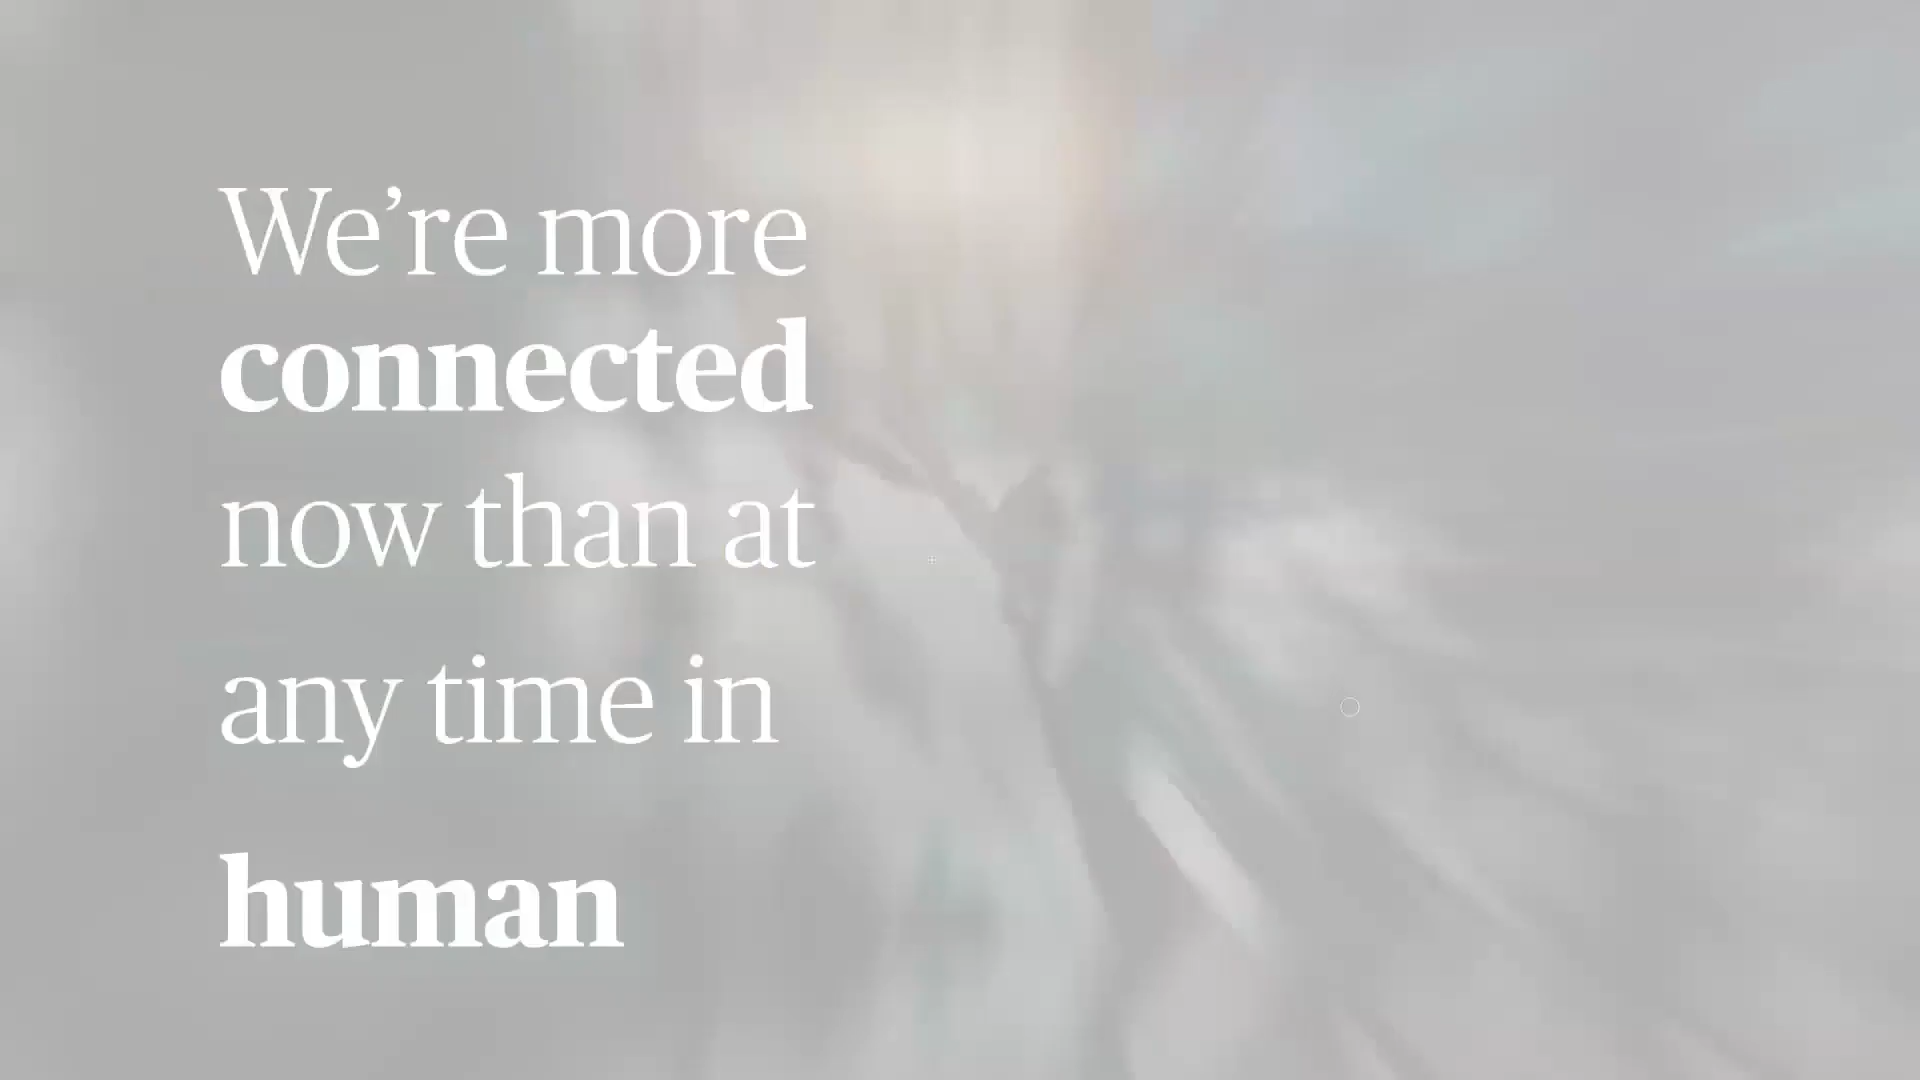 We’re more
connected
now than at
any time in
human